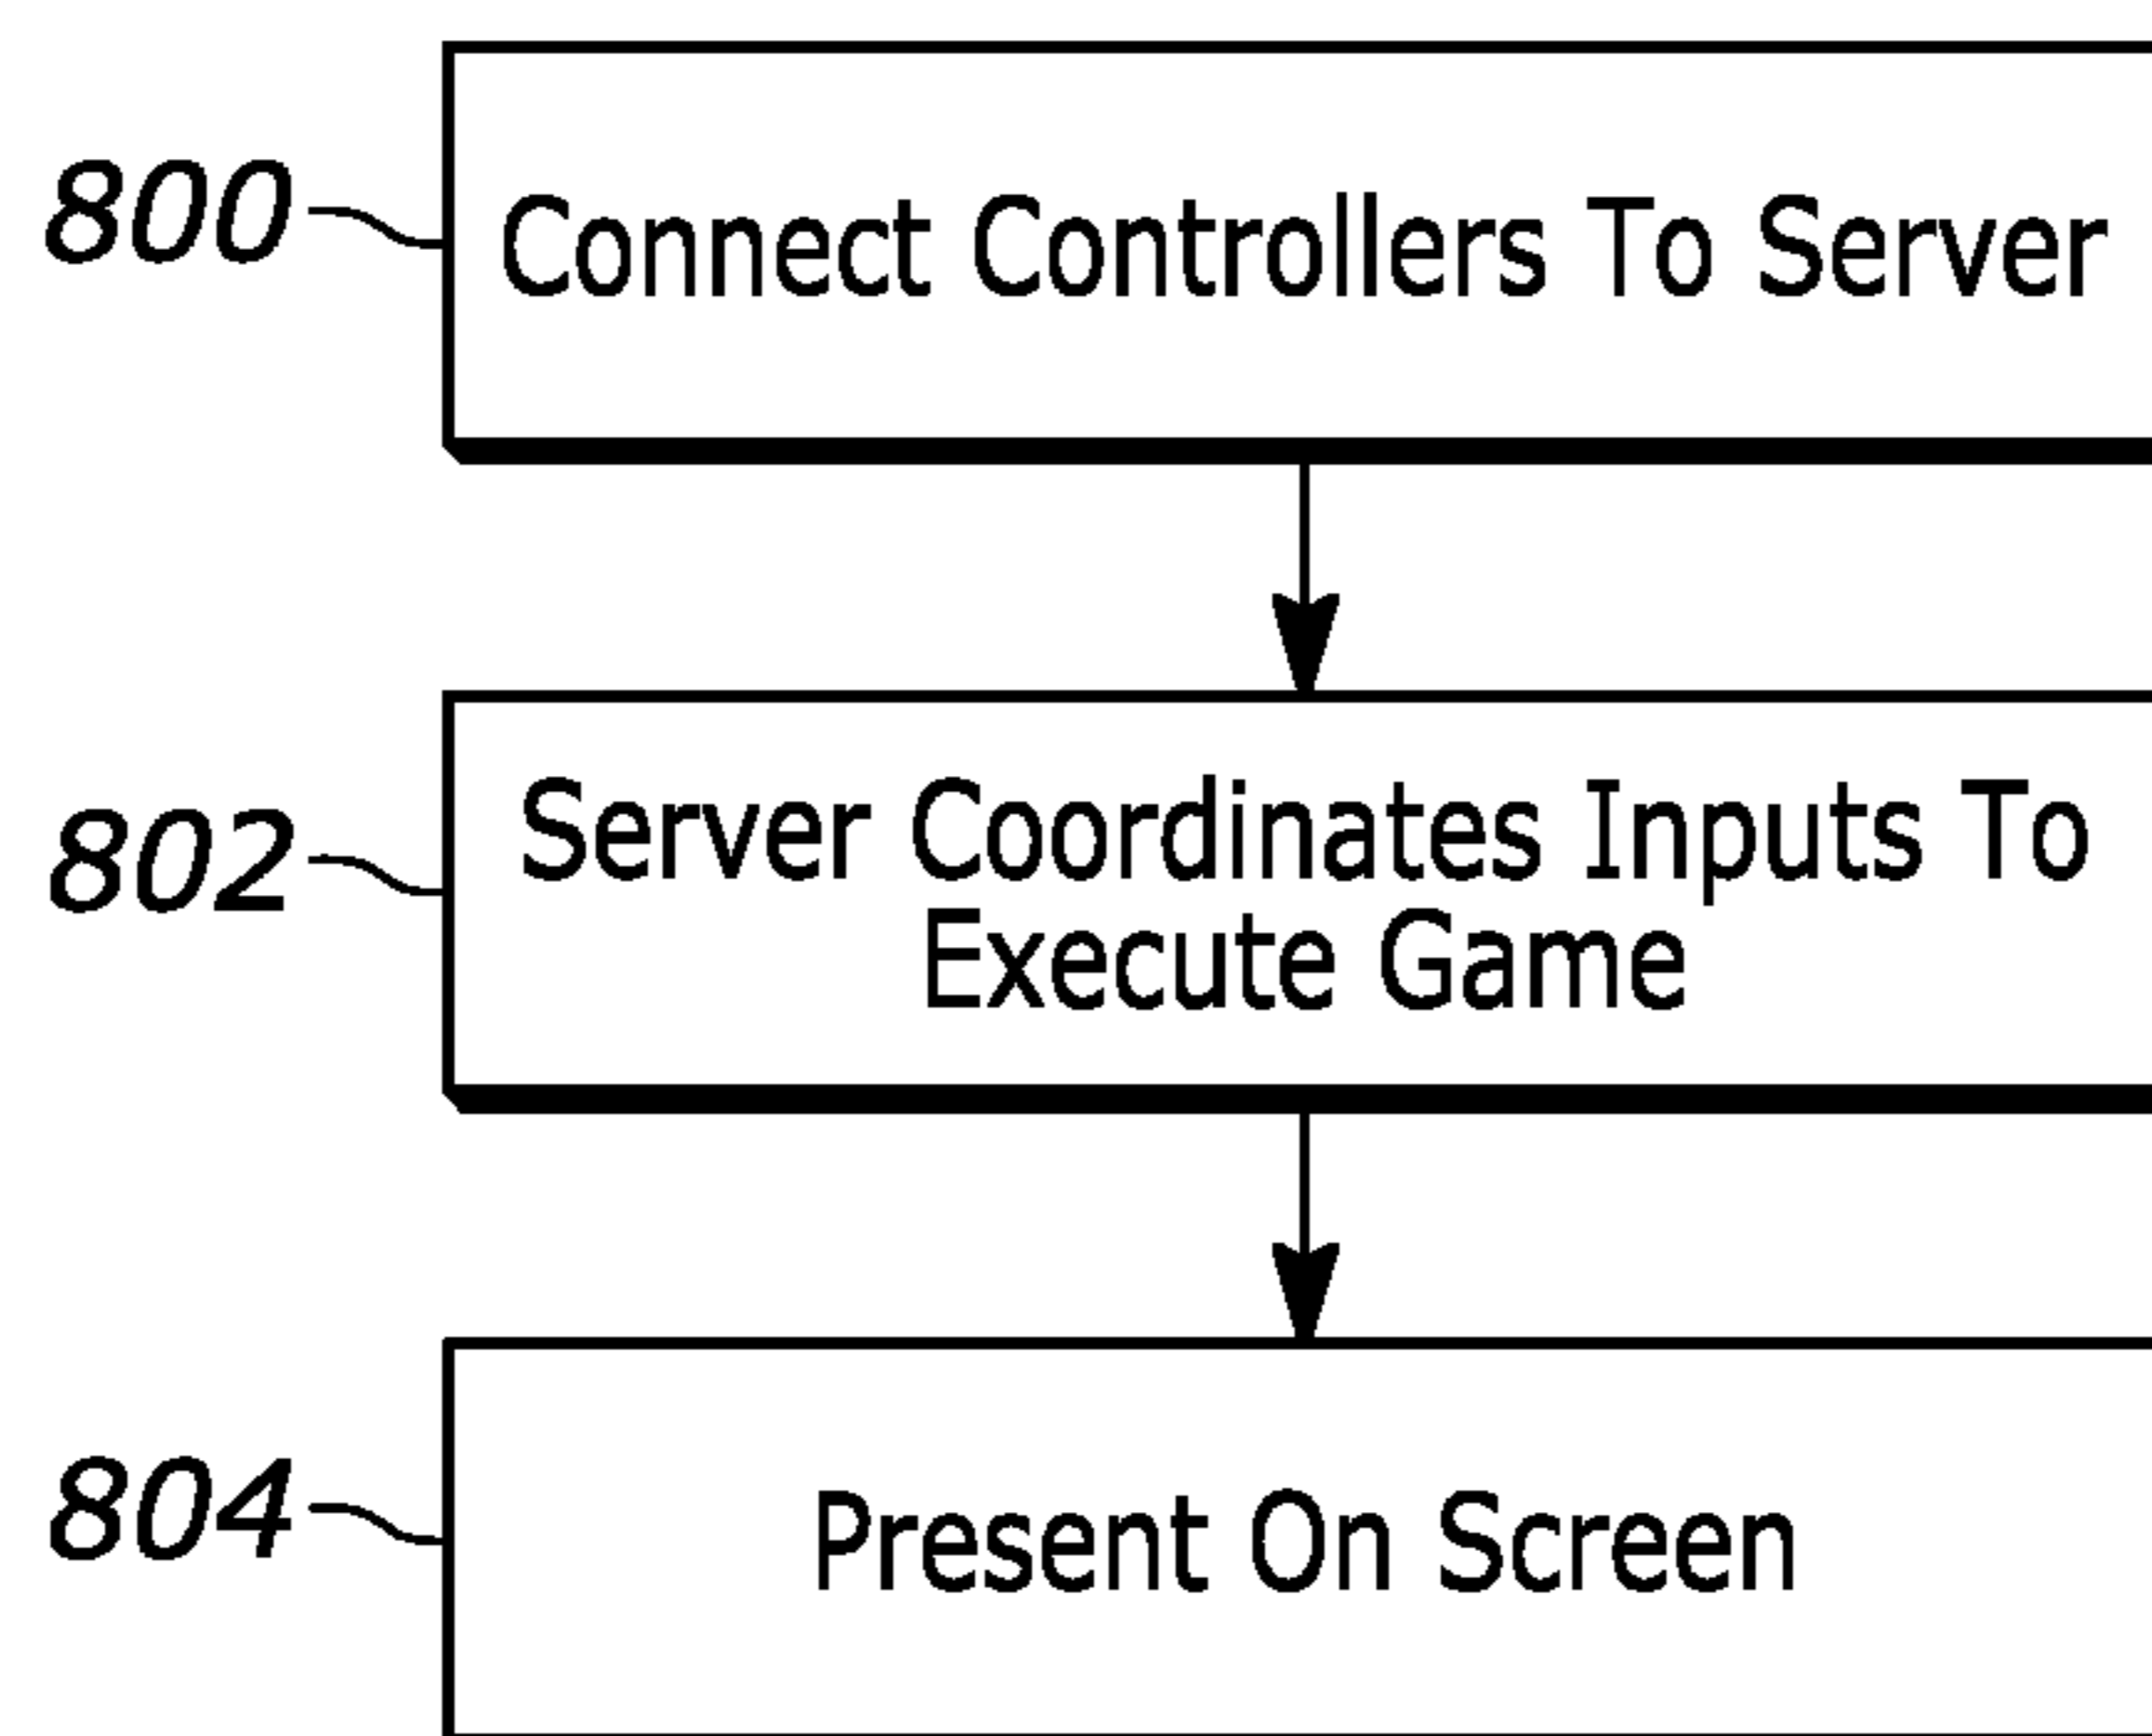 800
Connect Controllers To Server
802
Server Coordinates Inputs To
Execute Game
804
Present On Screen